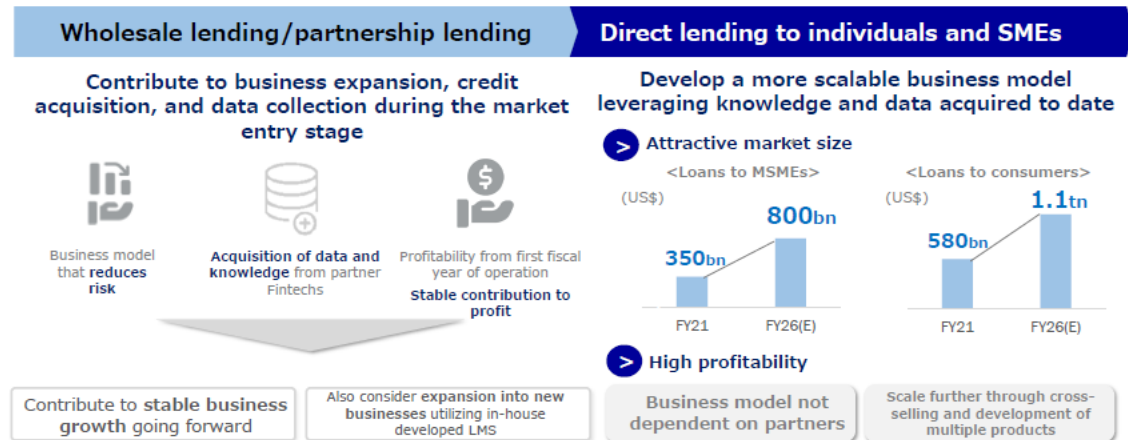 Wholesale lending/partnership lending
Direct lending to individuals and SMEs
Contribute to business expansion, credit
acquisition, and data collection during the market
entry stage
Business model
that reduces
risk
Acquisition of data and
knowledge from partner
Fintechs
Profitability from first fiscal
year of operation
Stable contribution to
profit
Contribute to stable business
growth going forward
Also consider expansion into new
businesses utilizing in-house
developed LMS
Develop a more scalable business model
leveraging knowledge and data acquired to date
> Attractive market size
<Loans to MSMEs>
(US$)
350bn
800bn
FY21
FY26(E)
<Loans to consumers>
(US$)
580bn
1.1tn
FY21
FY26(E)
> High profitability
Business model not
dependent on partners
Scale further through cross-
selling and development of
multiple products